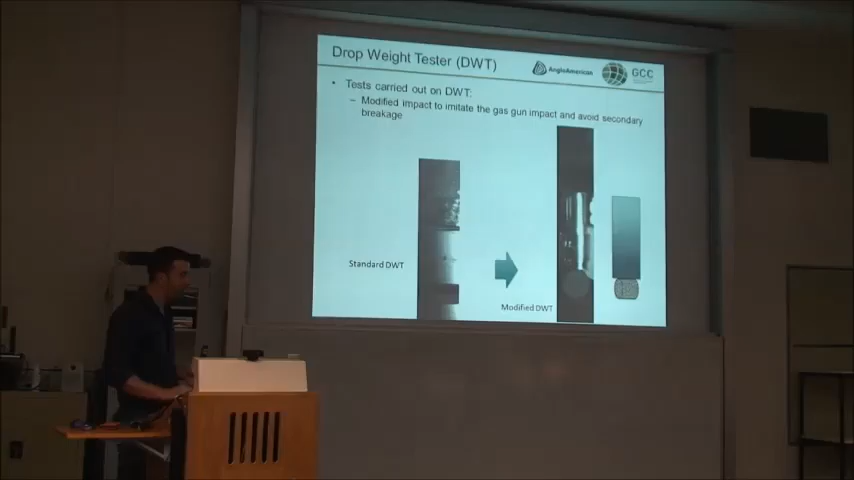 Drop Weight Tester (DWT)
AngloAmerican
GCC
• Tests carried out on DWT:
– Modified impact to imitate the gas gun impact and avoid secondary
breakage
Standard DWT
Modified DWT